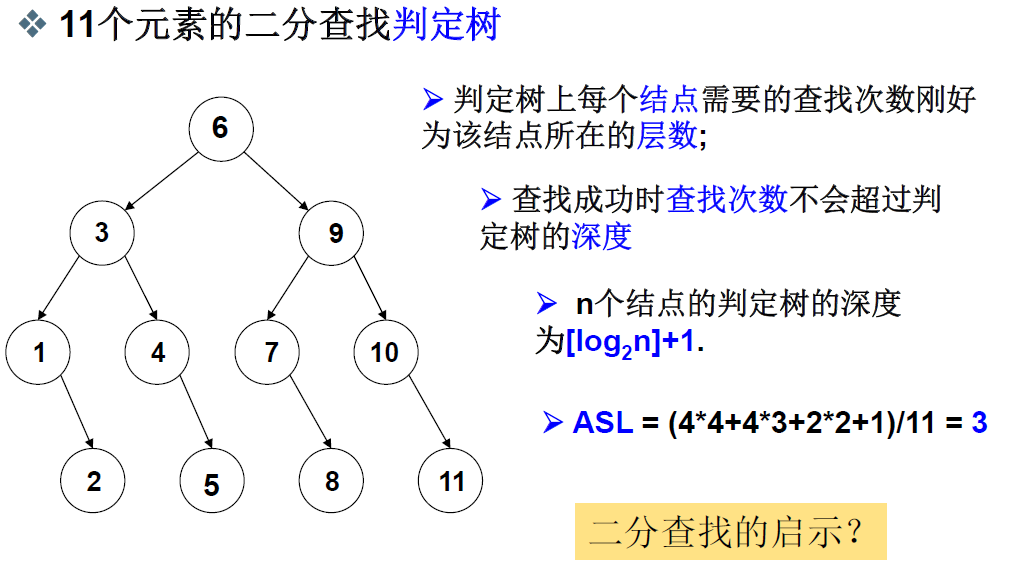 ❖ 11个元素的二分查找判定树
➢ 判定树上每个结点需要的查找次数刚好
为该结点所在的层数;
➢ 查找成功时查找次数不会超过判
定树的深度
➢ n个结点的判定树的深度
为[log₂n]+1.
➢ ASL = (4*4+4*3+2*2+1)/11 = 3
二分查找的启示?
6
3 9
1 4 7 10
2 5 8 11